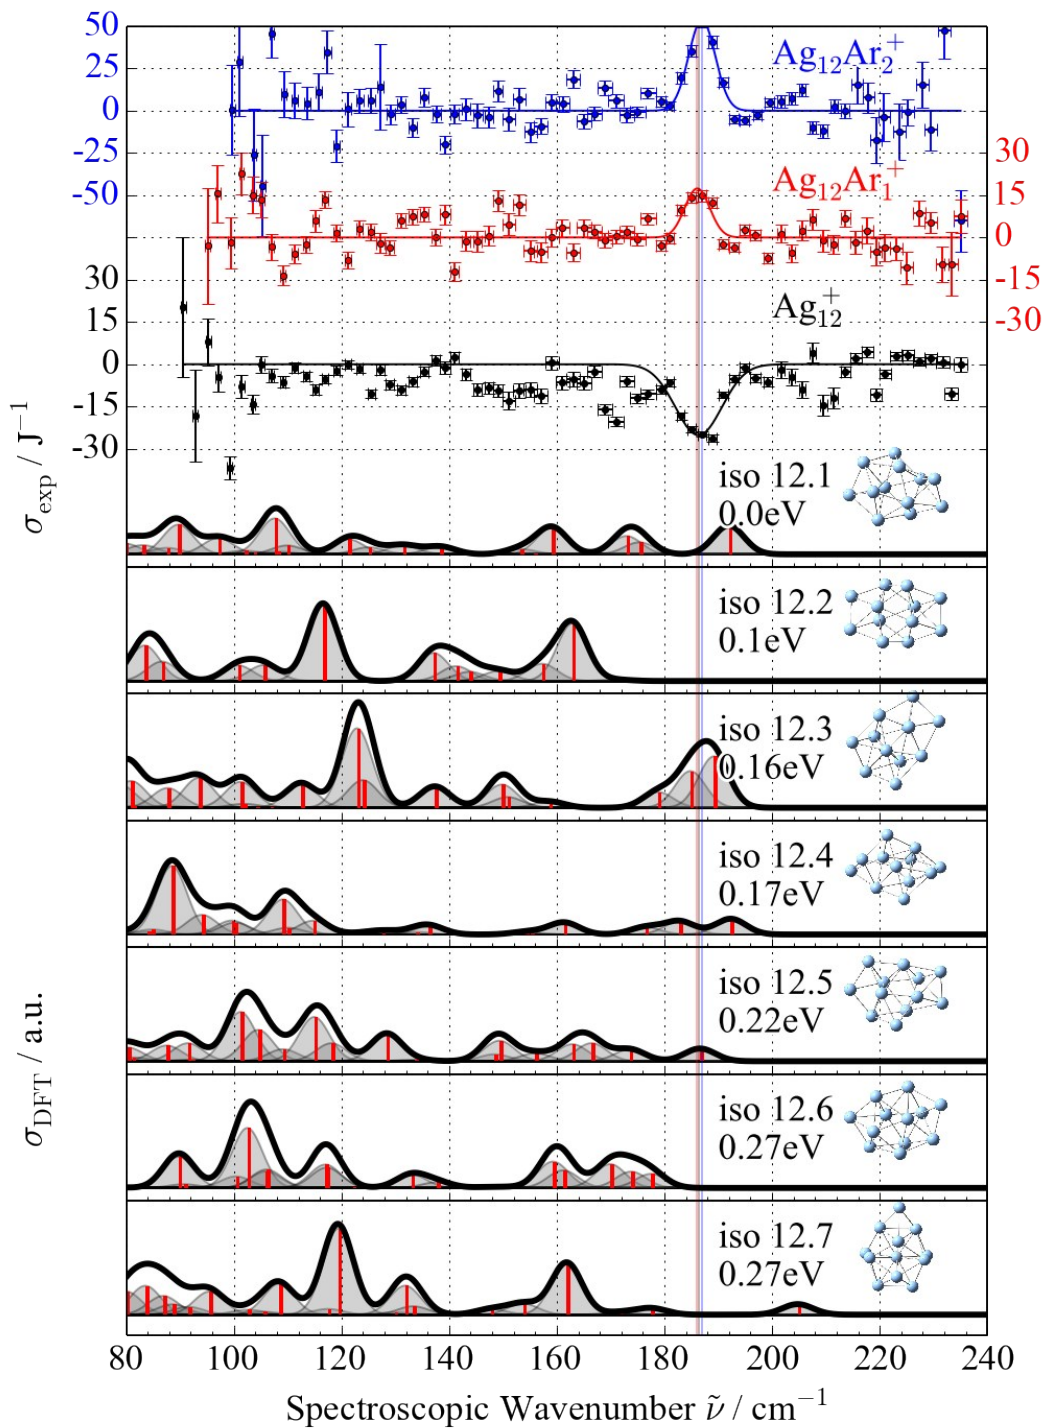 50
25
0
-25
-50
Ag₁₂Ar₂⁺
30
15
0
-15
-30
Ag₁₂Ar₁⁺
30
15
0
-15
-30
Ag₁₂⁺
σexp / J⁻¹
iso 12.1
0.0eV
iso 12.2
0.1eV
iso 12.3
0.16eV
iso 12.4
0.17eV
iso 12.5
0.22eV
iso 12.6
0.27eV
iso 12.7
0.27eV
σDFT / a.u.
80 100 120 140 160 180 200 220 240
Spectroscopic Wavenumber ν̃ / cm⁻¹